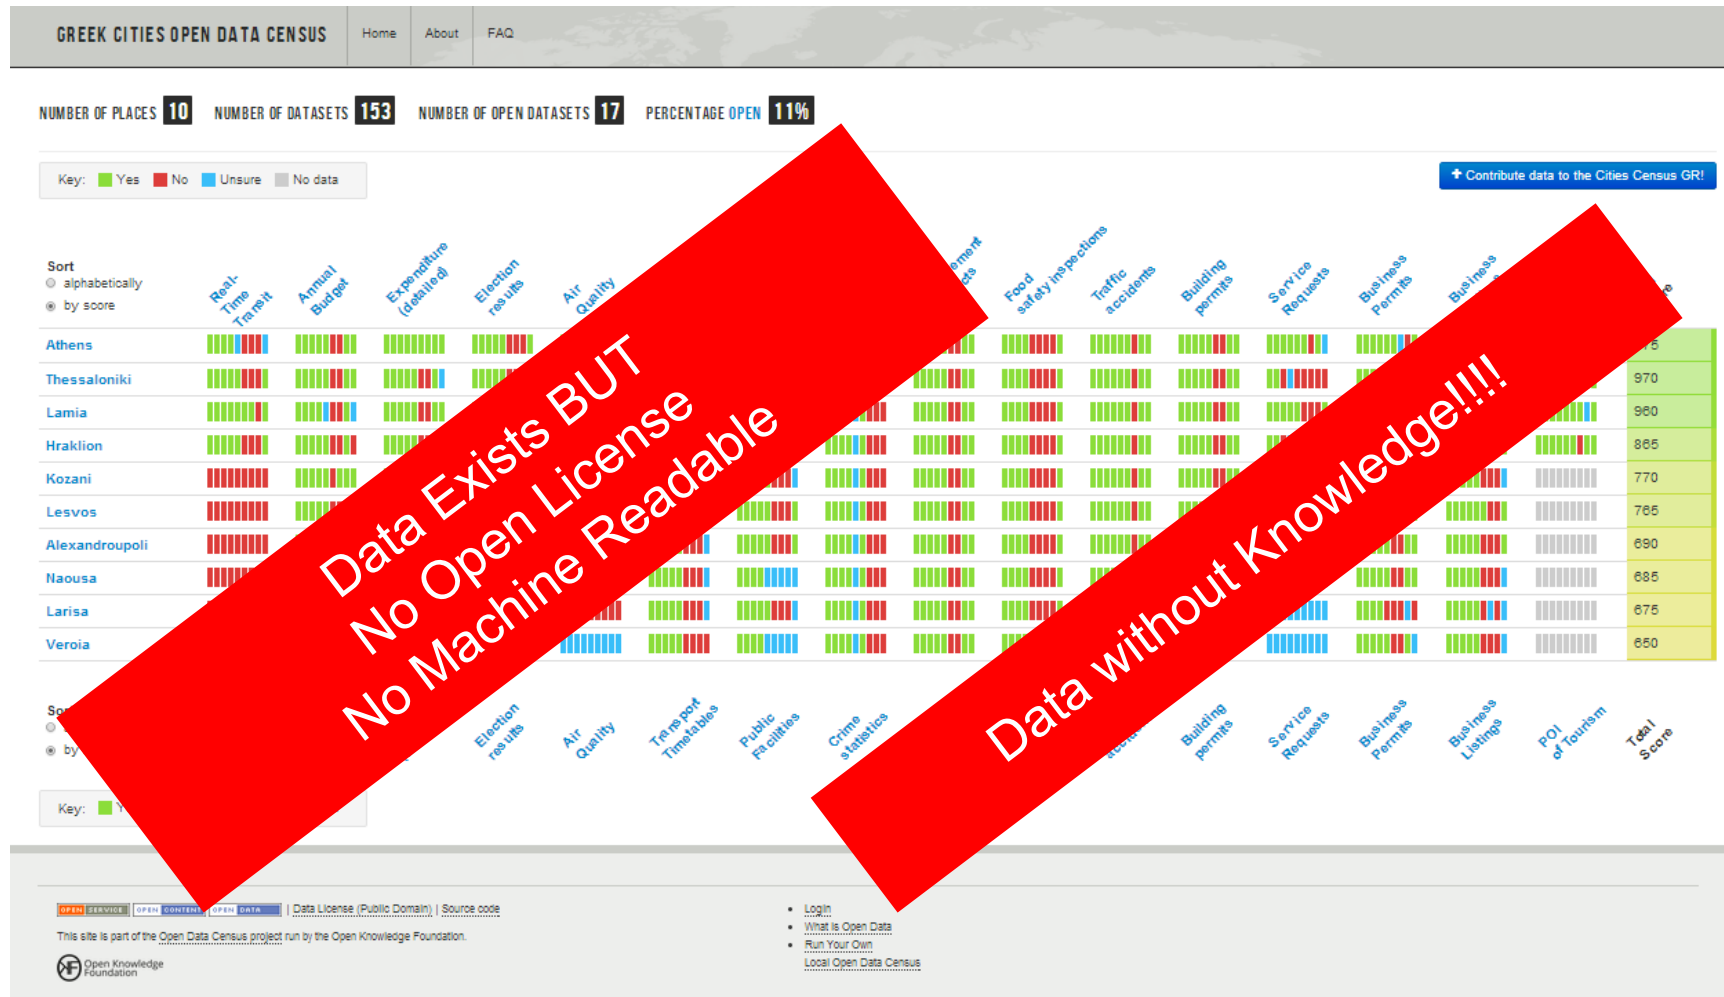 GREEK CITIES OPEN DATA CENSUS Home About FAQ
NUMBER OF PLACES 10 NUMBER OF DATASETS 153 NUMBER OF OPEN DATASETS 17 PERCENTAGE OPEN 11%
Key: Yes No Unsure No data
+ Contribute data to the Cities Census GR!
Sort
alphabetically
by score
Real-Time Transit
Annual Budget
Expenditure (detailed)
Election results
Air Quality
Food safety inspections
Traffic accidents
Building permits
Service Requests
Business Permits
Business
Athens
Thessaloniki 970
Lamia 960
Hraklion 865
Kozani 770
Lesvos 765
Alexandroupoli 690
Naousa 685
Larisa 675
Veroia 650
Data Exists BUT
No Open License
No Machine Readable
Data without Knowledge!!!!
by
Election results
Air Quality
Transport Timetables
Public Facilities
Crime statistics
Building permits
Service Requests
Business Permits
Business Listings
POI of Tourism
Total Score
Key:
OPEN SERVICE OPEN CONTENT OPEN DATA | Data License (Public Domain) | Source code
This site is part of the Open Data Census project run by the Open Knowledge Foundation.
Open Knowledge
Foundation
Login
What is Open Data
Run Your Own
Local Open Data Census